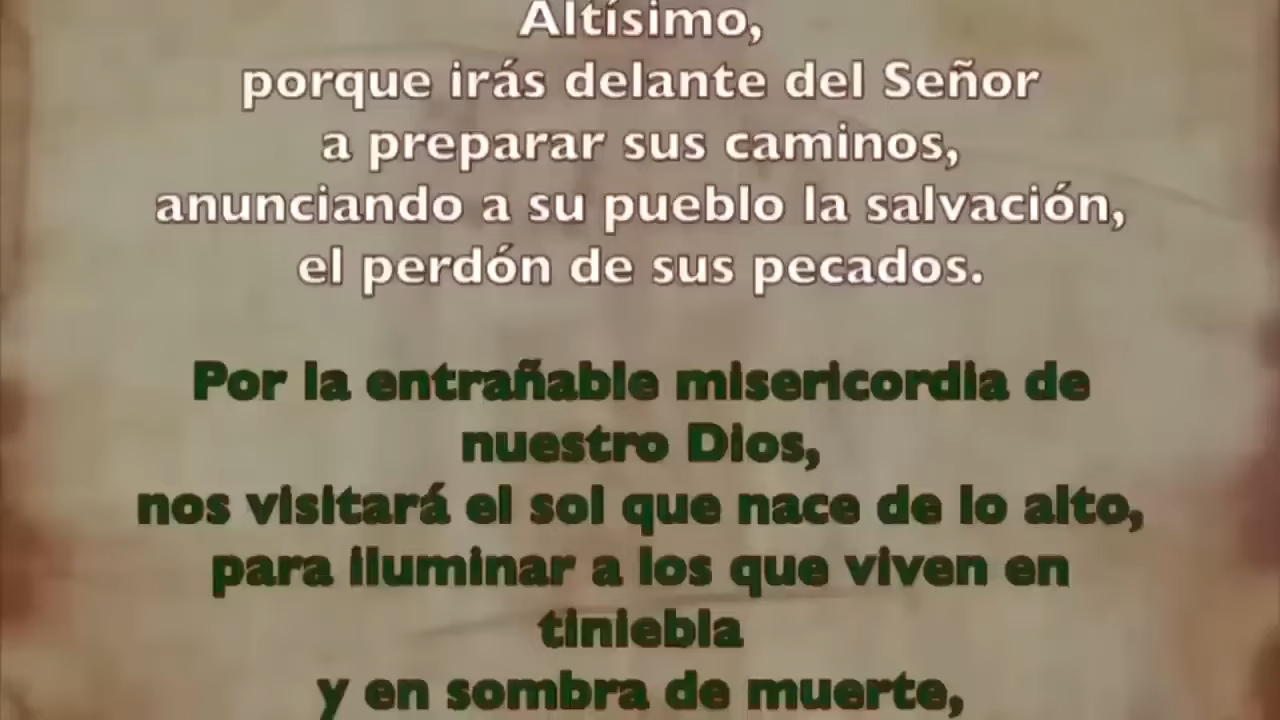 Altísimo,
porque irás delante del Señor
a preparar sus caminos,
anunciando a su pueblo la salvación,
el perdón de sus pecados.
Por la entrañable misericordia de
nuestro Dios,
nos visitará el sol que nace de lo alto,
para iluminar a los que viven en
tiniebla
y en sombra de muerte,